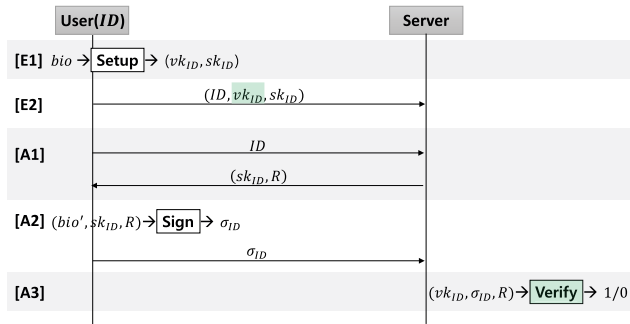 User(ID) Server
[E1] bio → Setup → (vk_ID, sk_ID)
[E2] (ID, vk_ID, sk_ID)
[A1] ID
(sk_ID, R)
[A2] (bio′, sk_ID, R) → Sign → σ_ID
σ_ID
[A3] (vk_ID, σ_ID, R) → Verify → 1/0